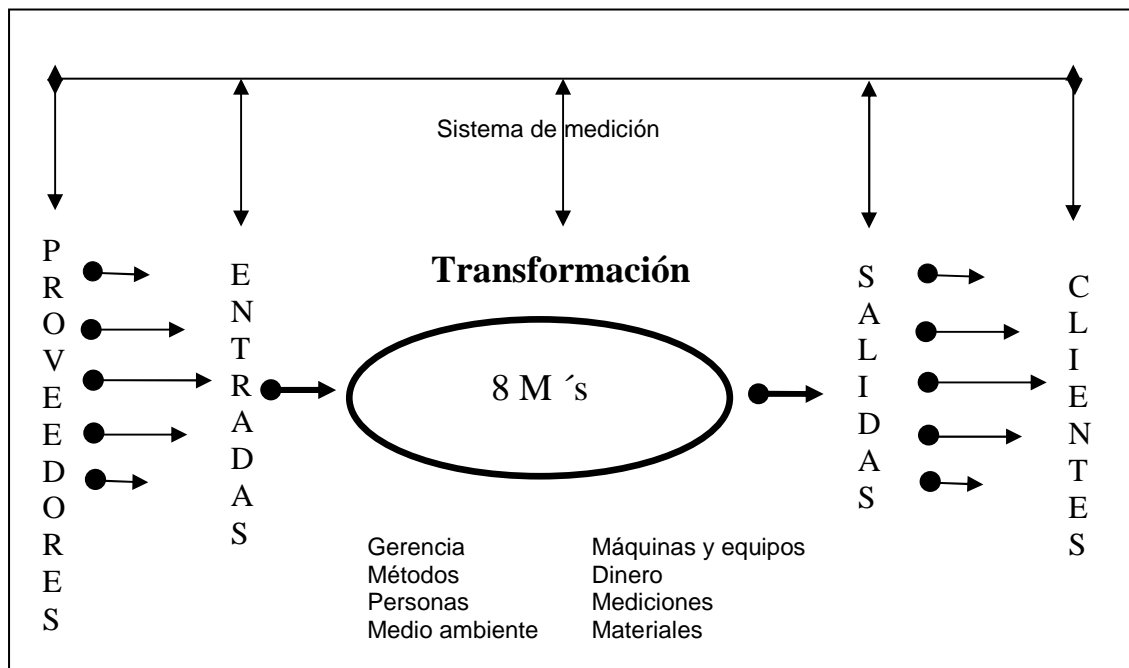 Sistema de medición
PROVEEDORES
ENTRADAS
Transformación
8 M ´s
SALIDAS
CLIENTES
Gerencia
Métodos
Personas
Medio ambiente
Máquinas y equipos
Dinero
Mediciones
Materiales